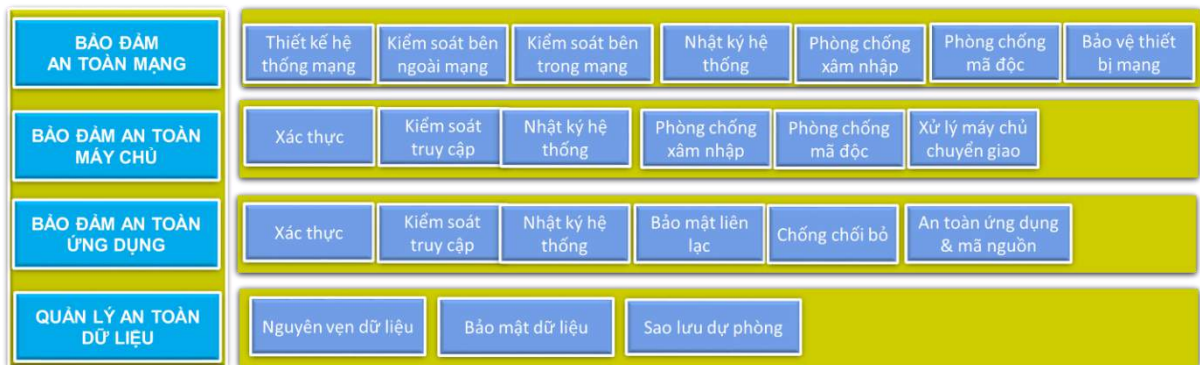 BẢO ĐẢM
AN TOÀN MẠNG
Thiết kế hệ
thống mạng
Kiểm soát bên
ngoài mạng
Kiểm soát bên
trong mạng
Nhật ký hệ
thống
Phòng chống
xâm nhập
Phòng chống
mã độc
Bảo vệ thiết
bị mạng
BẢO ĐẢM AN TOÀN
MÁY CHỦ
Xác thực
Kiểm soát
truy cập
Nhật ký hệ
thống
Phòng chống
xâm nhập
Phòng chống
mã độc
Xử lý máy chủ
chuyển giao
BẢO ĐẢM AN TOÀN
ỨNG DỤNG
Xác thực
Kiểm soát
truy cập
Nhật ký hệ
thống
Bảo mật liên
lạc
Chống chối bỏ
An toàn ứng dụng
& mã nguồn
QUẢN LÝ AN TOÀN
DỮ LIỆU
Nguyên vẹn dữ liệu
Bảo mật dữ liệu
Sao lưu dự phòng